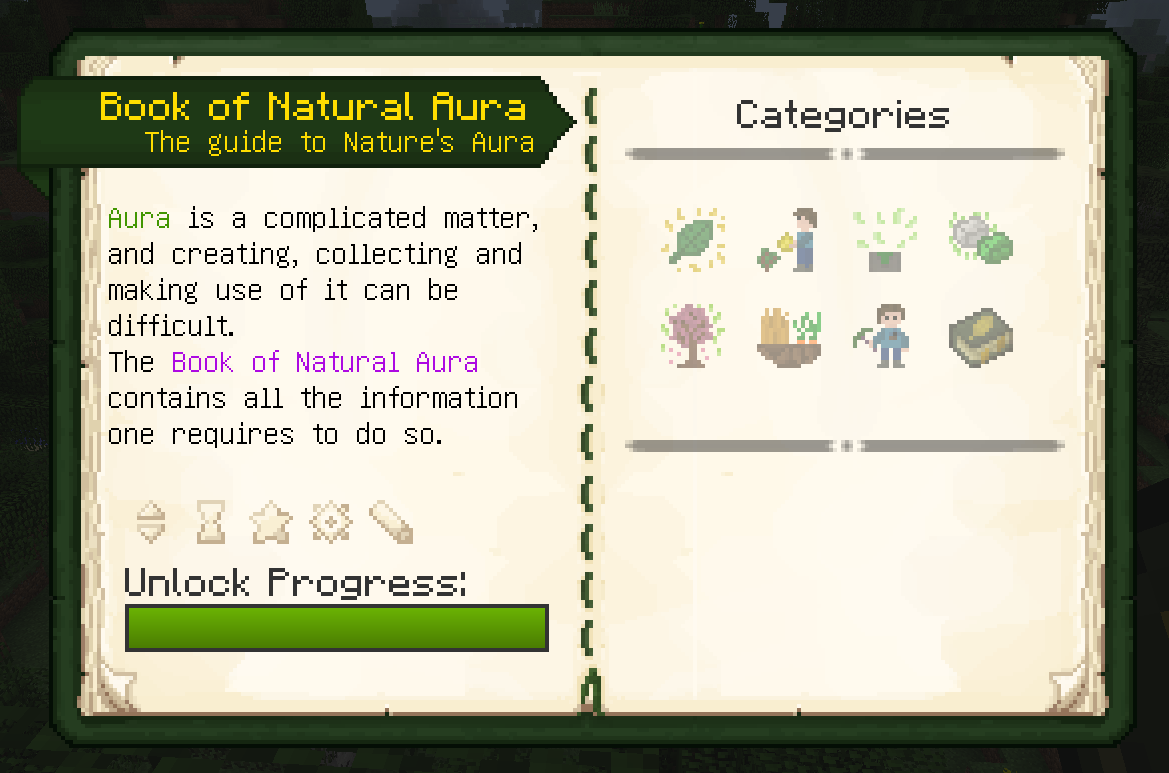 Book of Natural Aura
The guide to Nature's Aura
Aura is a complicated matter,
and creating, collecting and
making use of it can be
difficult.
The Book of Natural Aura
contains all the information
one requires to do so.
Unlock Progress:
Categories